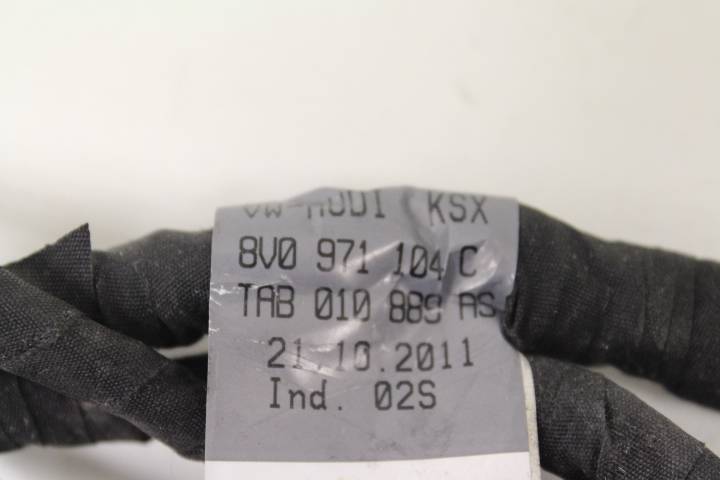 VW-AUDI KSX
8V0 971 104 C
TAB 010 889 AS
21.10.2011
Ind. 02S